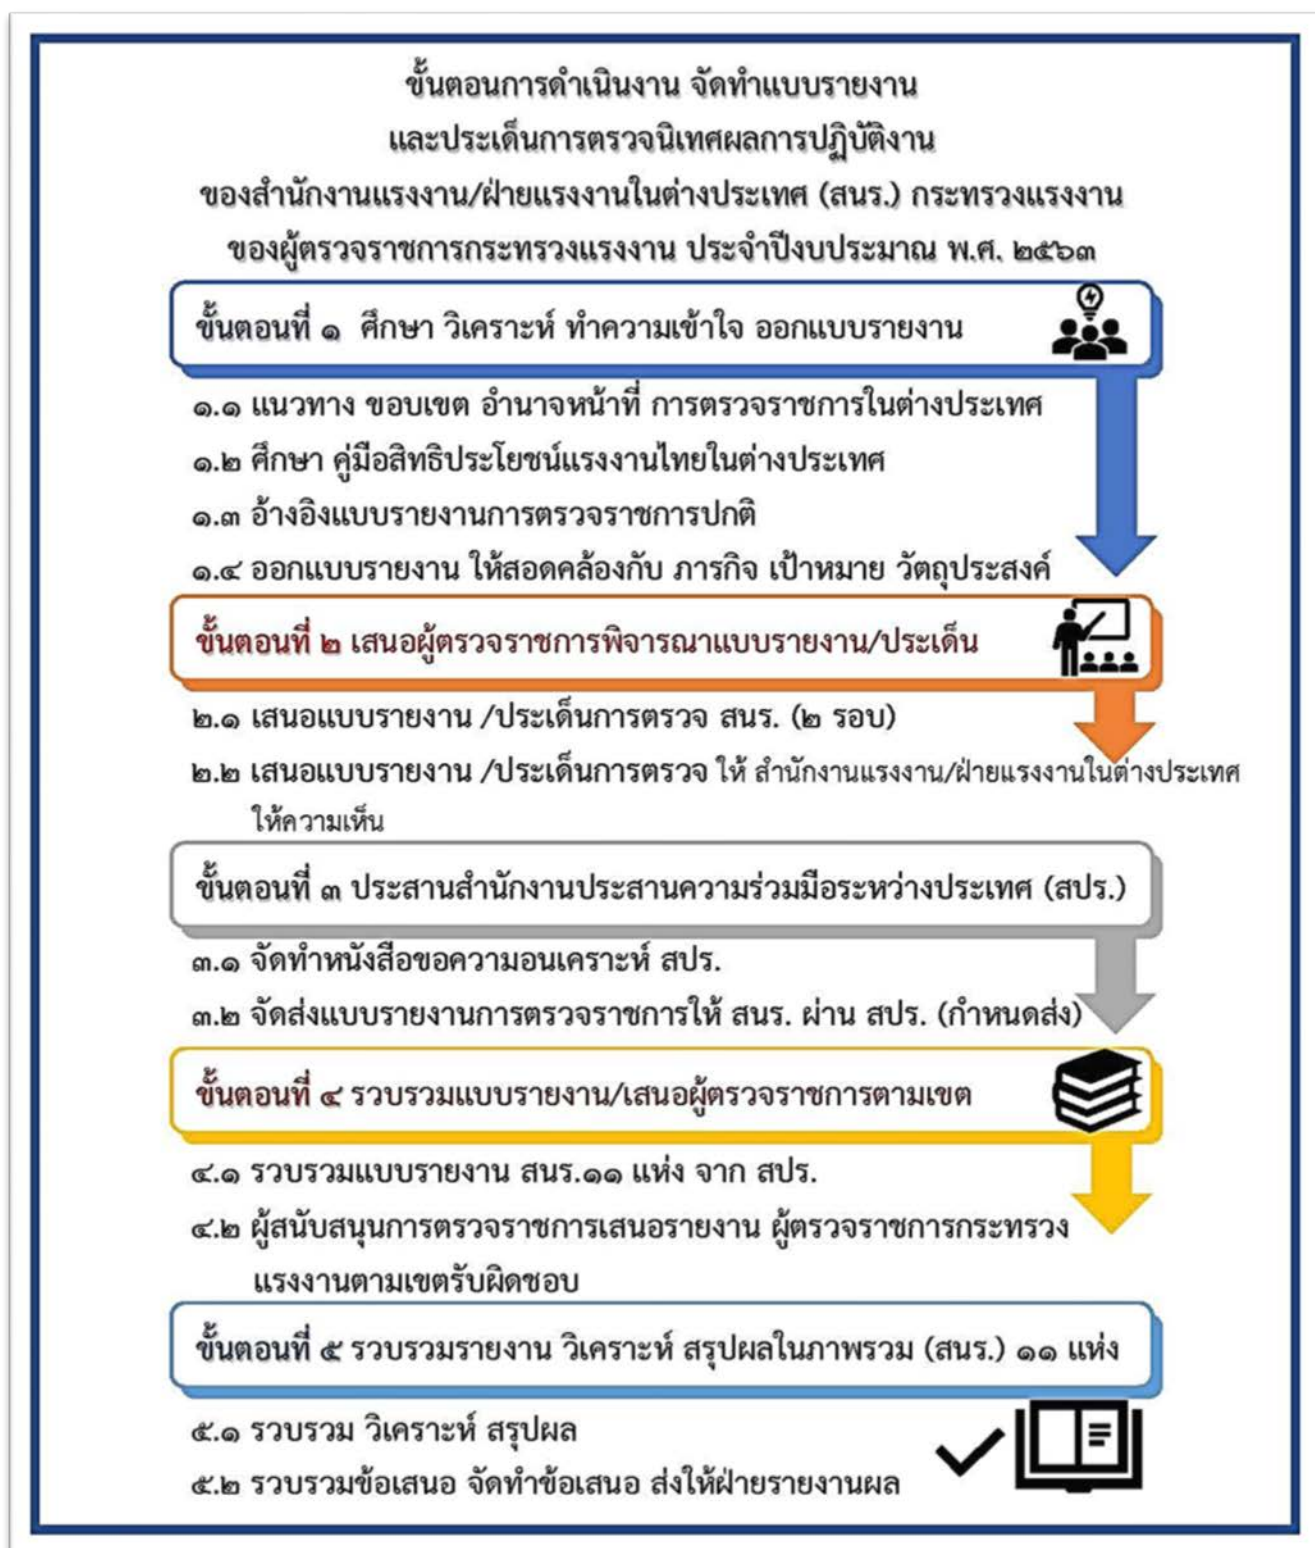 ขั้นตอนการดำเนินงาน จัดทำแบบรายงาน
และประเด็นการตรวจนิเทศผลการปฏิบัติงาน
ของสำนักงานแรงงาน/ฝ่ายแรงงานในต่างประเทศ (สนร.) กระทรวงแรงงาน
ของผู้ตรวจราชการกระทรวงแรงงาน ประจำปีงบประมาณ พ.ศ. ๒๕๖๓
ขั้นตอนที่ ๑ ศึกษา วิเคราะห์ ทำความเข้าใจ ออกแบบรายงาน
๑.๑ แนวทาง ขอบเขต อำนาจหน้าที่ การตรวจราชการในต่างประเทศ
๑.๒ ศึกษา คู่มือสิทธิประโยชน์แรงงานไทยในต่างประเทศ
๑.๓ อ้างอิงแบบรายงานการตรวจราชการปกติ
๑.๔ ออกแบบรายงาน ให้สอดคล้องกับ ภารกิจ เป้าหมาย วัตถุประสงค์
ขั้นตอนที่ ๒ เสนอผู้ตรวจราชการพิจารณาแบบรายงาน/ประเด็น
๒.๑ เสนอแบบรายงาน /ประเด็นการตรวจ สนร. (๒ รอบ)
๒.๒ เสนอแบบรายงาน /ประเด็นการตรวจ ให้ สำนักงานแรงงาน/ฝ่ายแรงงานในต่างประเทศ
ให้ความเห็น
ขั้นตอนที่ ๓ ประสานสำนักงานประสานความร่วมมือระหว่างประเทศ (สปร.)
๓.๑ จัดทำหนังสือขอความอนเคราะห์ สปร.
๓.๒ จัดส่งแบบรายงานการตรวจราชการให้ สนร. ผ่าน สปร. (กำหนดส่ง)
ขั้นตอนที่ ๔ รวบรวมแบบรายงาน/เสนอผู้ตรวจราชการตามเขต
๔.๑ รวบรวมแบบรายงาน สนร.๑๑ แห่ง จาก สปร.
๔.๒ ผู้สนับสนุนการตรวจราชการเสนอรายงาน ผู้ตรวจราชการกระทรวง
แรงงานตามเขตรับผิดชอบ
ขั้นตอนที่ ๕ รวบรวมรายงาน วิเคราะห์ สรุปผลในภาพรวม (สนร.) ๑๑ แห่ง
๕.๑ รวบรวม วิเคราะห์ สรุปผล
๕.๒ รวบรวมข้อเสนอ จัดทำข้อเสนอ ส่งให้ฝ่ายรายงานผล